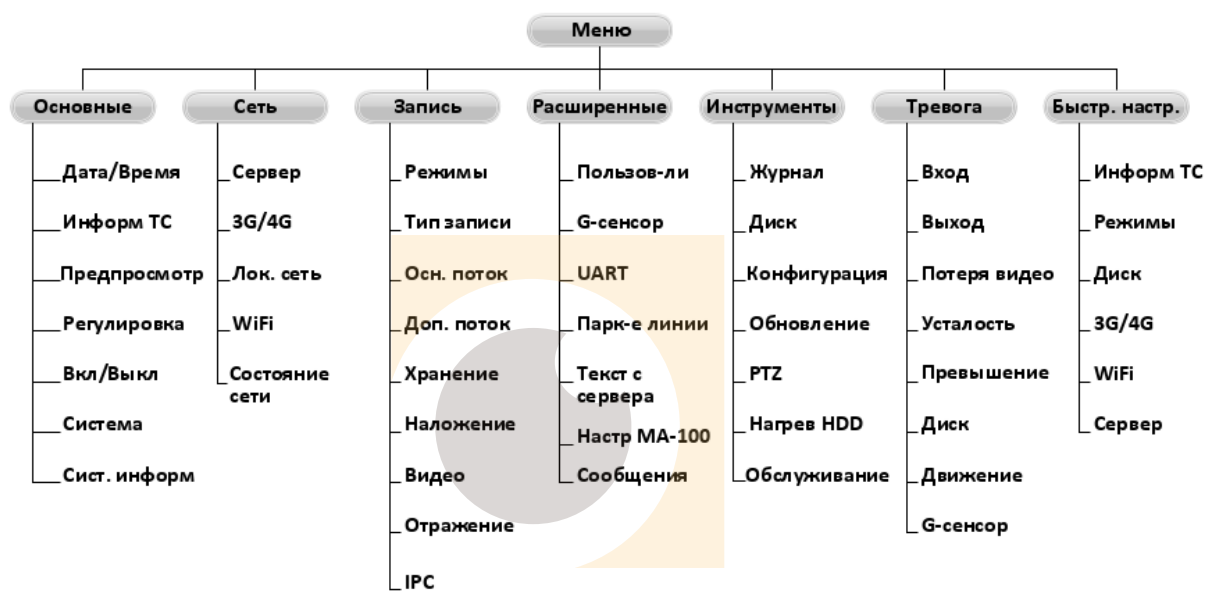 Меню
Основные
Дата/Время
Информ ТС
Предпросмотр
Регулировка
Вкл/Выкл
Система
Сист. информ
Сеть
Сервер
3G/4G
Лок. сеть
WiFi
Состояние
сети
Запись
Режимы
Тип записи
Осн. поток
Доп. поток
Хранение
Наложение
Видео
Отражение
IPC
Расширенные
Пользов-ли
G-сенсор
UART
Парк-е линии
Текст с
сервера
Настр МА-100
Сообщения
Инструменты
Журнал
Диск
Конфигурация
Обновление
PTZ
Нагрев HDD
Обслуживание
Тревога
Вход
Выход
Потеря видео
Усталость
Превышение
Диск
Движение
G-сенсор
Быстр. настр.
Информ ТС
Режимы
Диск
3G/4G
WiFi
Сервер